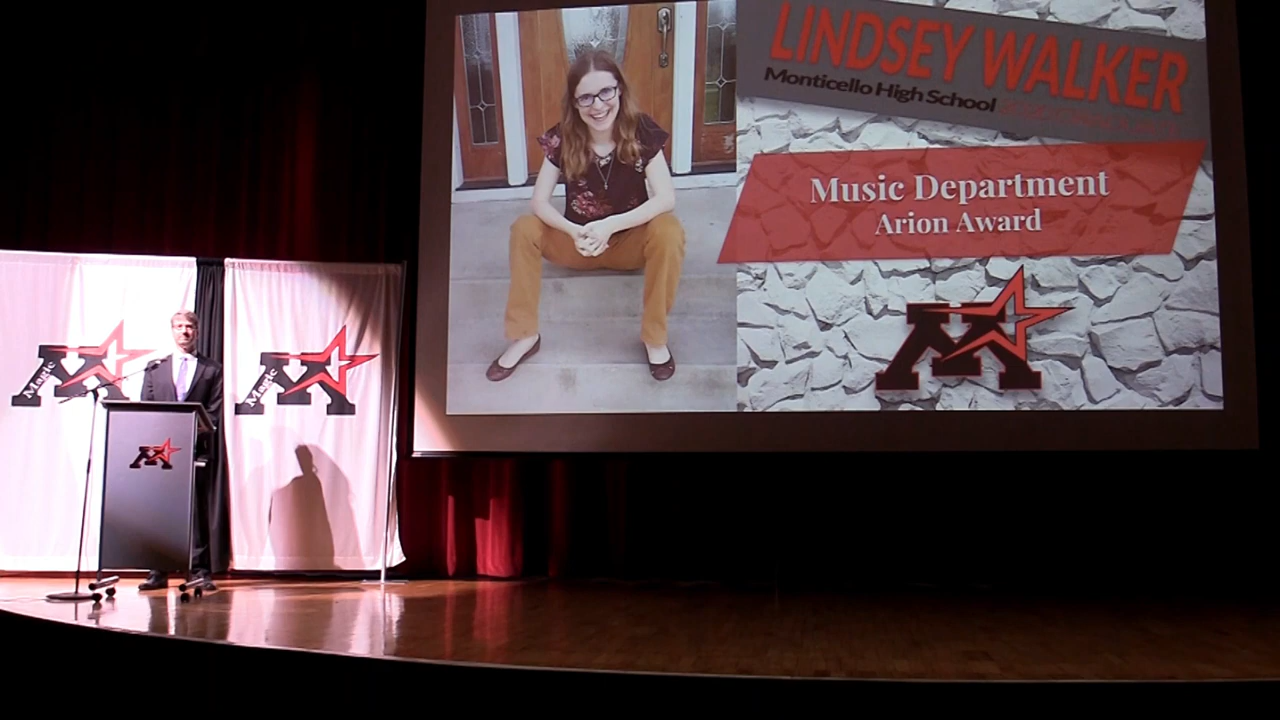 LINDSEY WALKER
Monticello High School
Music Department
Arion Award
Magic
M
Magic
M
M
M